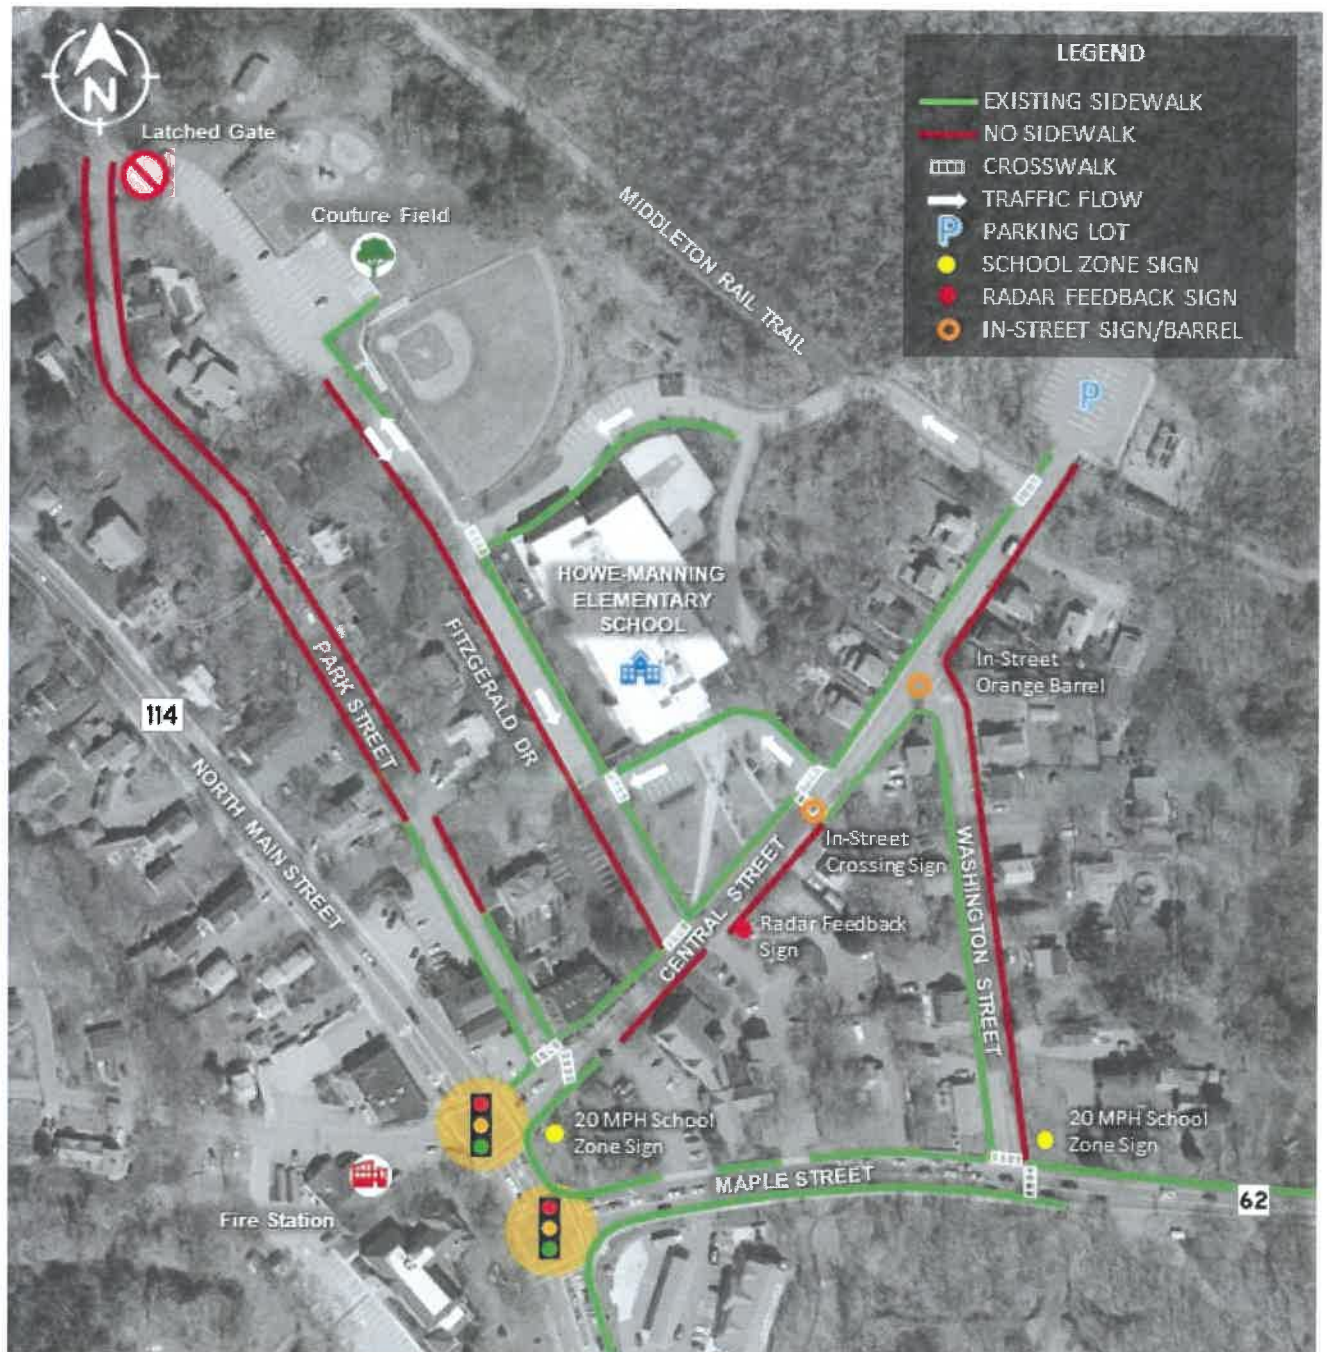 N
Latched Gate
Couture Field
MIDDLETON RAIL TRAIL
LEGEND
EXISTING SIDEWALK
NO SIDEWALK
CROSSWALK
TRAFFIC FLOW
P PARKING LOT
SCHOOL ZONE SIGN
RADAR FEEDBACK SIGN
IN-STREET SIGN/BARREL
P
HOWE-MANNING
ELEMENTARY
SCHOOL
In-Street
Orange Barrel
FITZGERALD DR
PARK STREET
114
NORTH MAIN STREET
In-Street
Crossing Sign
CENTRAL STREET
WASHINGTON STREET
Radar Feedback
Sign
20 MPH School
Zone Sign
20 MPH School
Zone Sign
MAPLE STREET
62
Fire Station